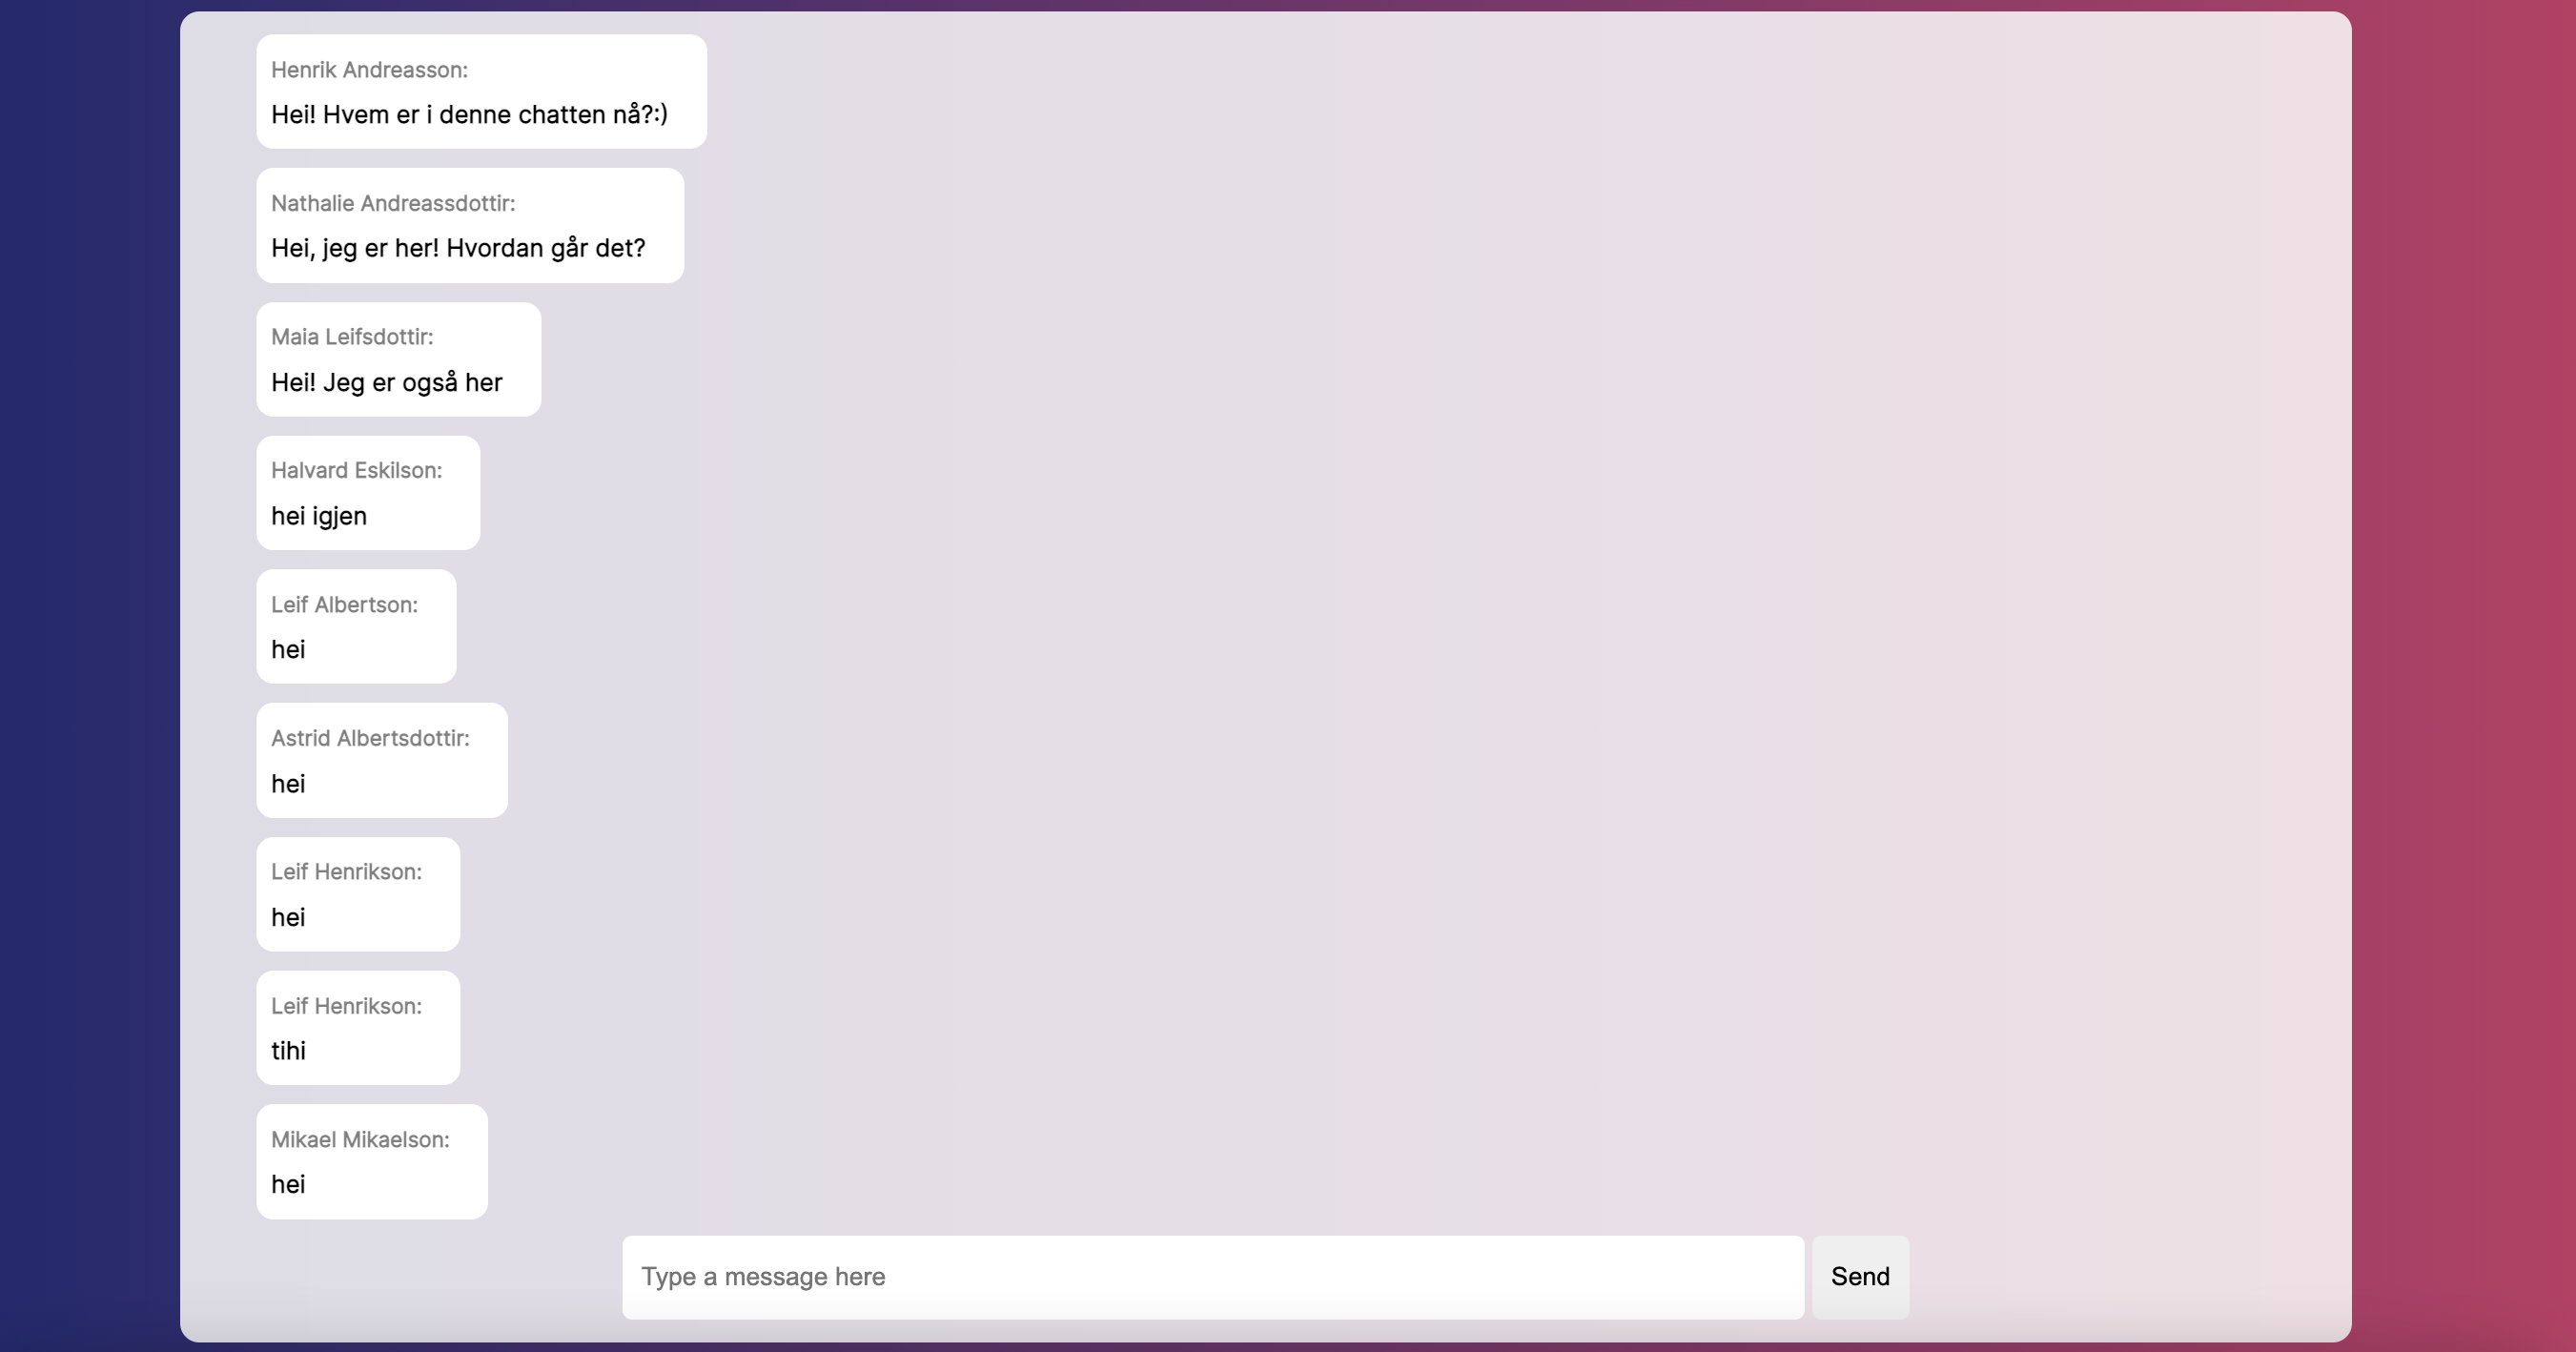 Henrik Andreasson:
Hei! Hvem er i denne chatten nå?:)
Nathalie Andreassdottir:
Hei, jeg er her! Hvordan går det?
Maia Leifsdottir:
Hei! Jeg er også her
Halvard Eskilson:
hei igjen
Leif Albertson:
hei
Astrid Albertsdottir:
hei
Leif Henrikson:
hei
Leif Henrikson:
tihi
Mikael Mikaelson:
hei
Type a message here
Send